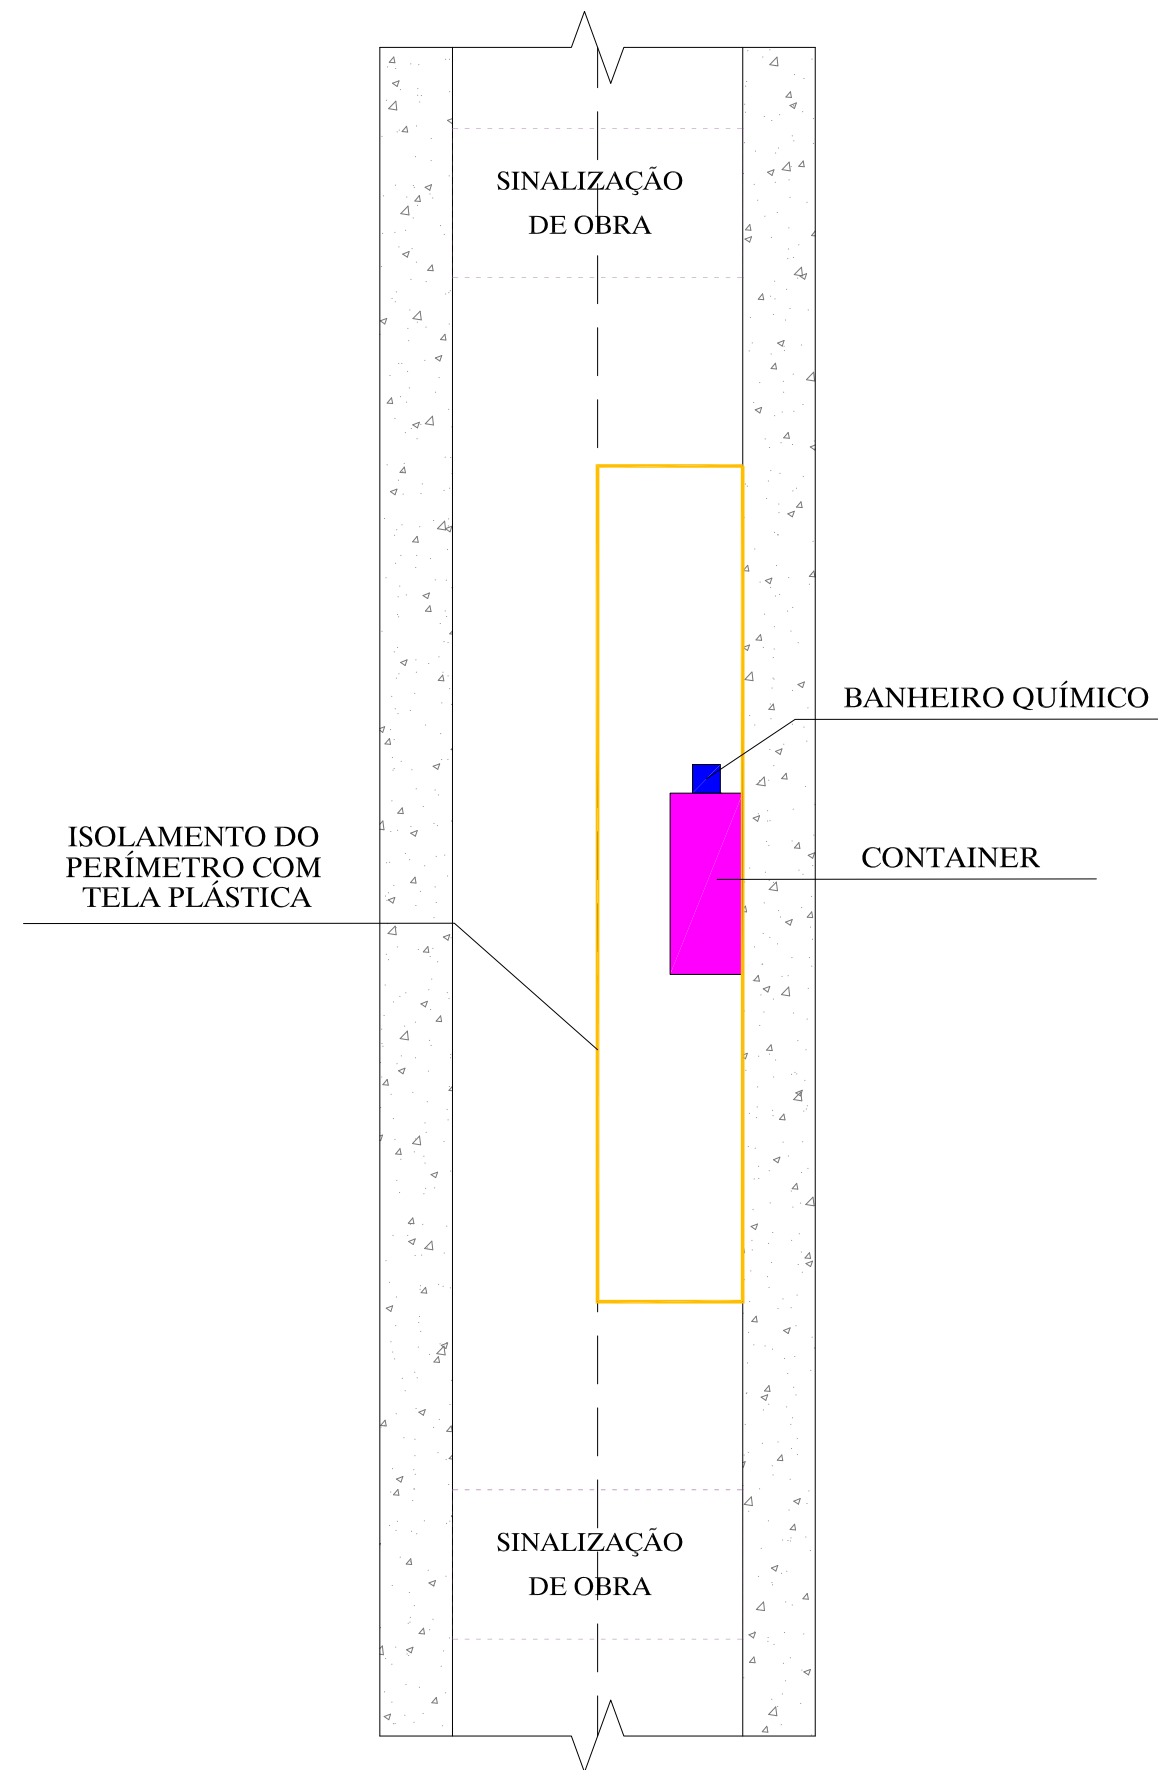 SINALIZAÇÃO
DE OBRA
BANHEIRO QUÍMICO
ISOLAMENTO DO
PERÍMETRO COM
TELA PLÁSTICA
CONTAINER
SINALIZAÇÃO
DE OBRA